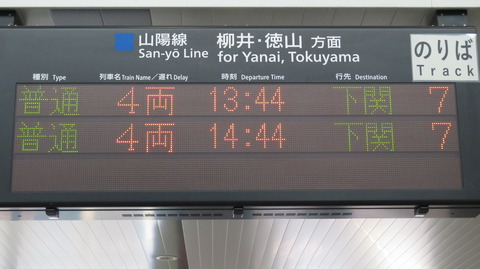 山陽線 柳井・徳山 方面
San-yō Line for Yanai, Tokuyama
のりば
Track
種別 Type 列車名 Train Name／遅れ Delay 時刻 Departure Time 行先 Destination
普通 4両 13:44 下関 7
普通 4両 14:44 下関 7